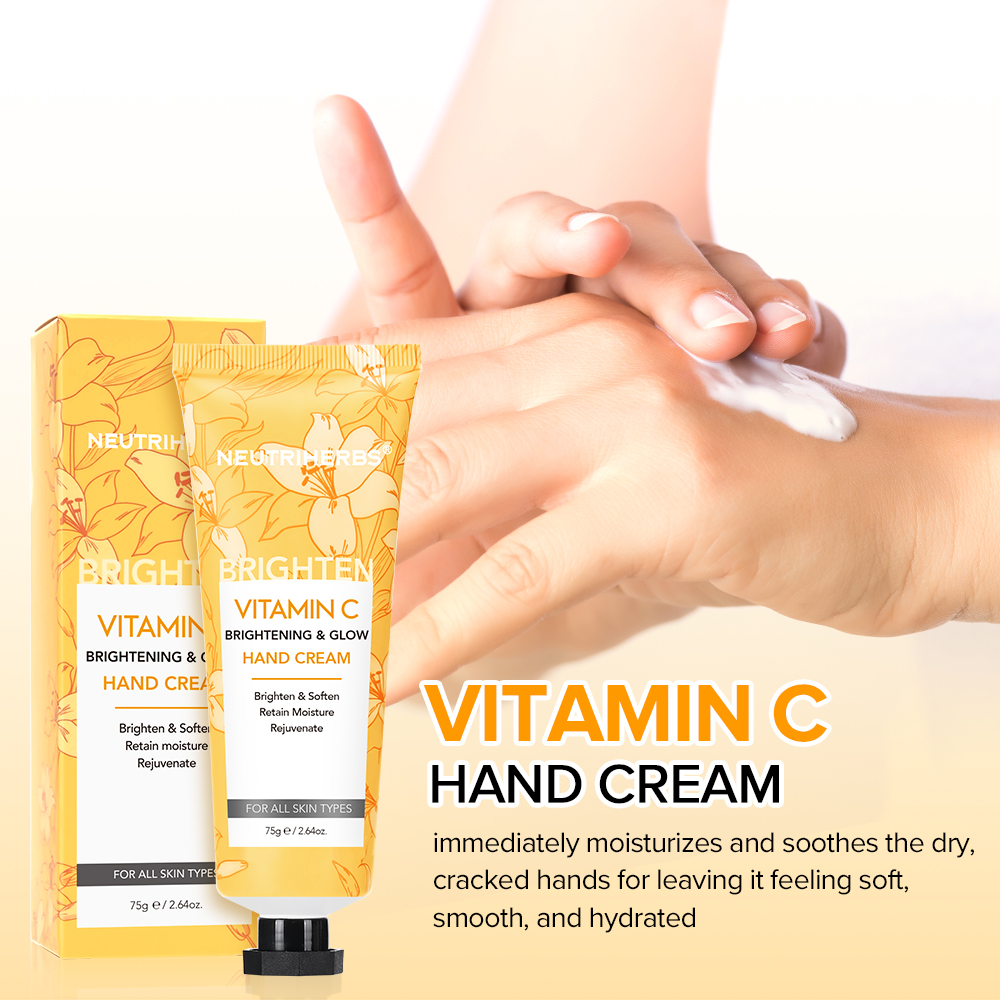 NEUTRIH
BRIGHT
VITAMIN
BRIGHTENING &
HAND CREA
Brighten & Soften
Retain moisture
Rejuvenate
FOR ALL SKIN TYPES
75g e / 2.64oz.
NEUTRIHERBS®
BRIGHTEN
VITAMIN C
BRIGHTENING & GLOW
HAND CREAM
Brighten & Soften
Retain Moisture
Rejuvenate
FOR ALL SKIN TYPES
75g e / 2.64oz.
VITAMIN C
HAND CREAM
immediately moisturizes and soothes the dry,
cracked hands for leaving it feeling soft,
smooth, and hydrated